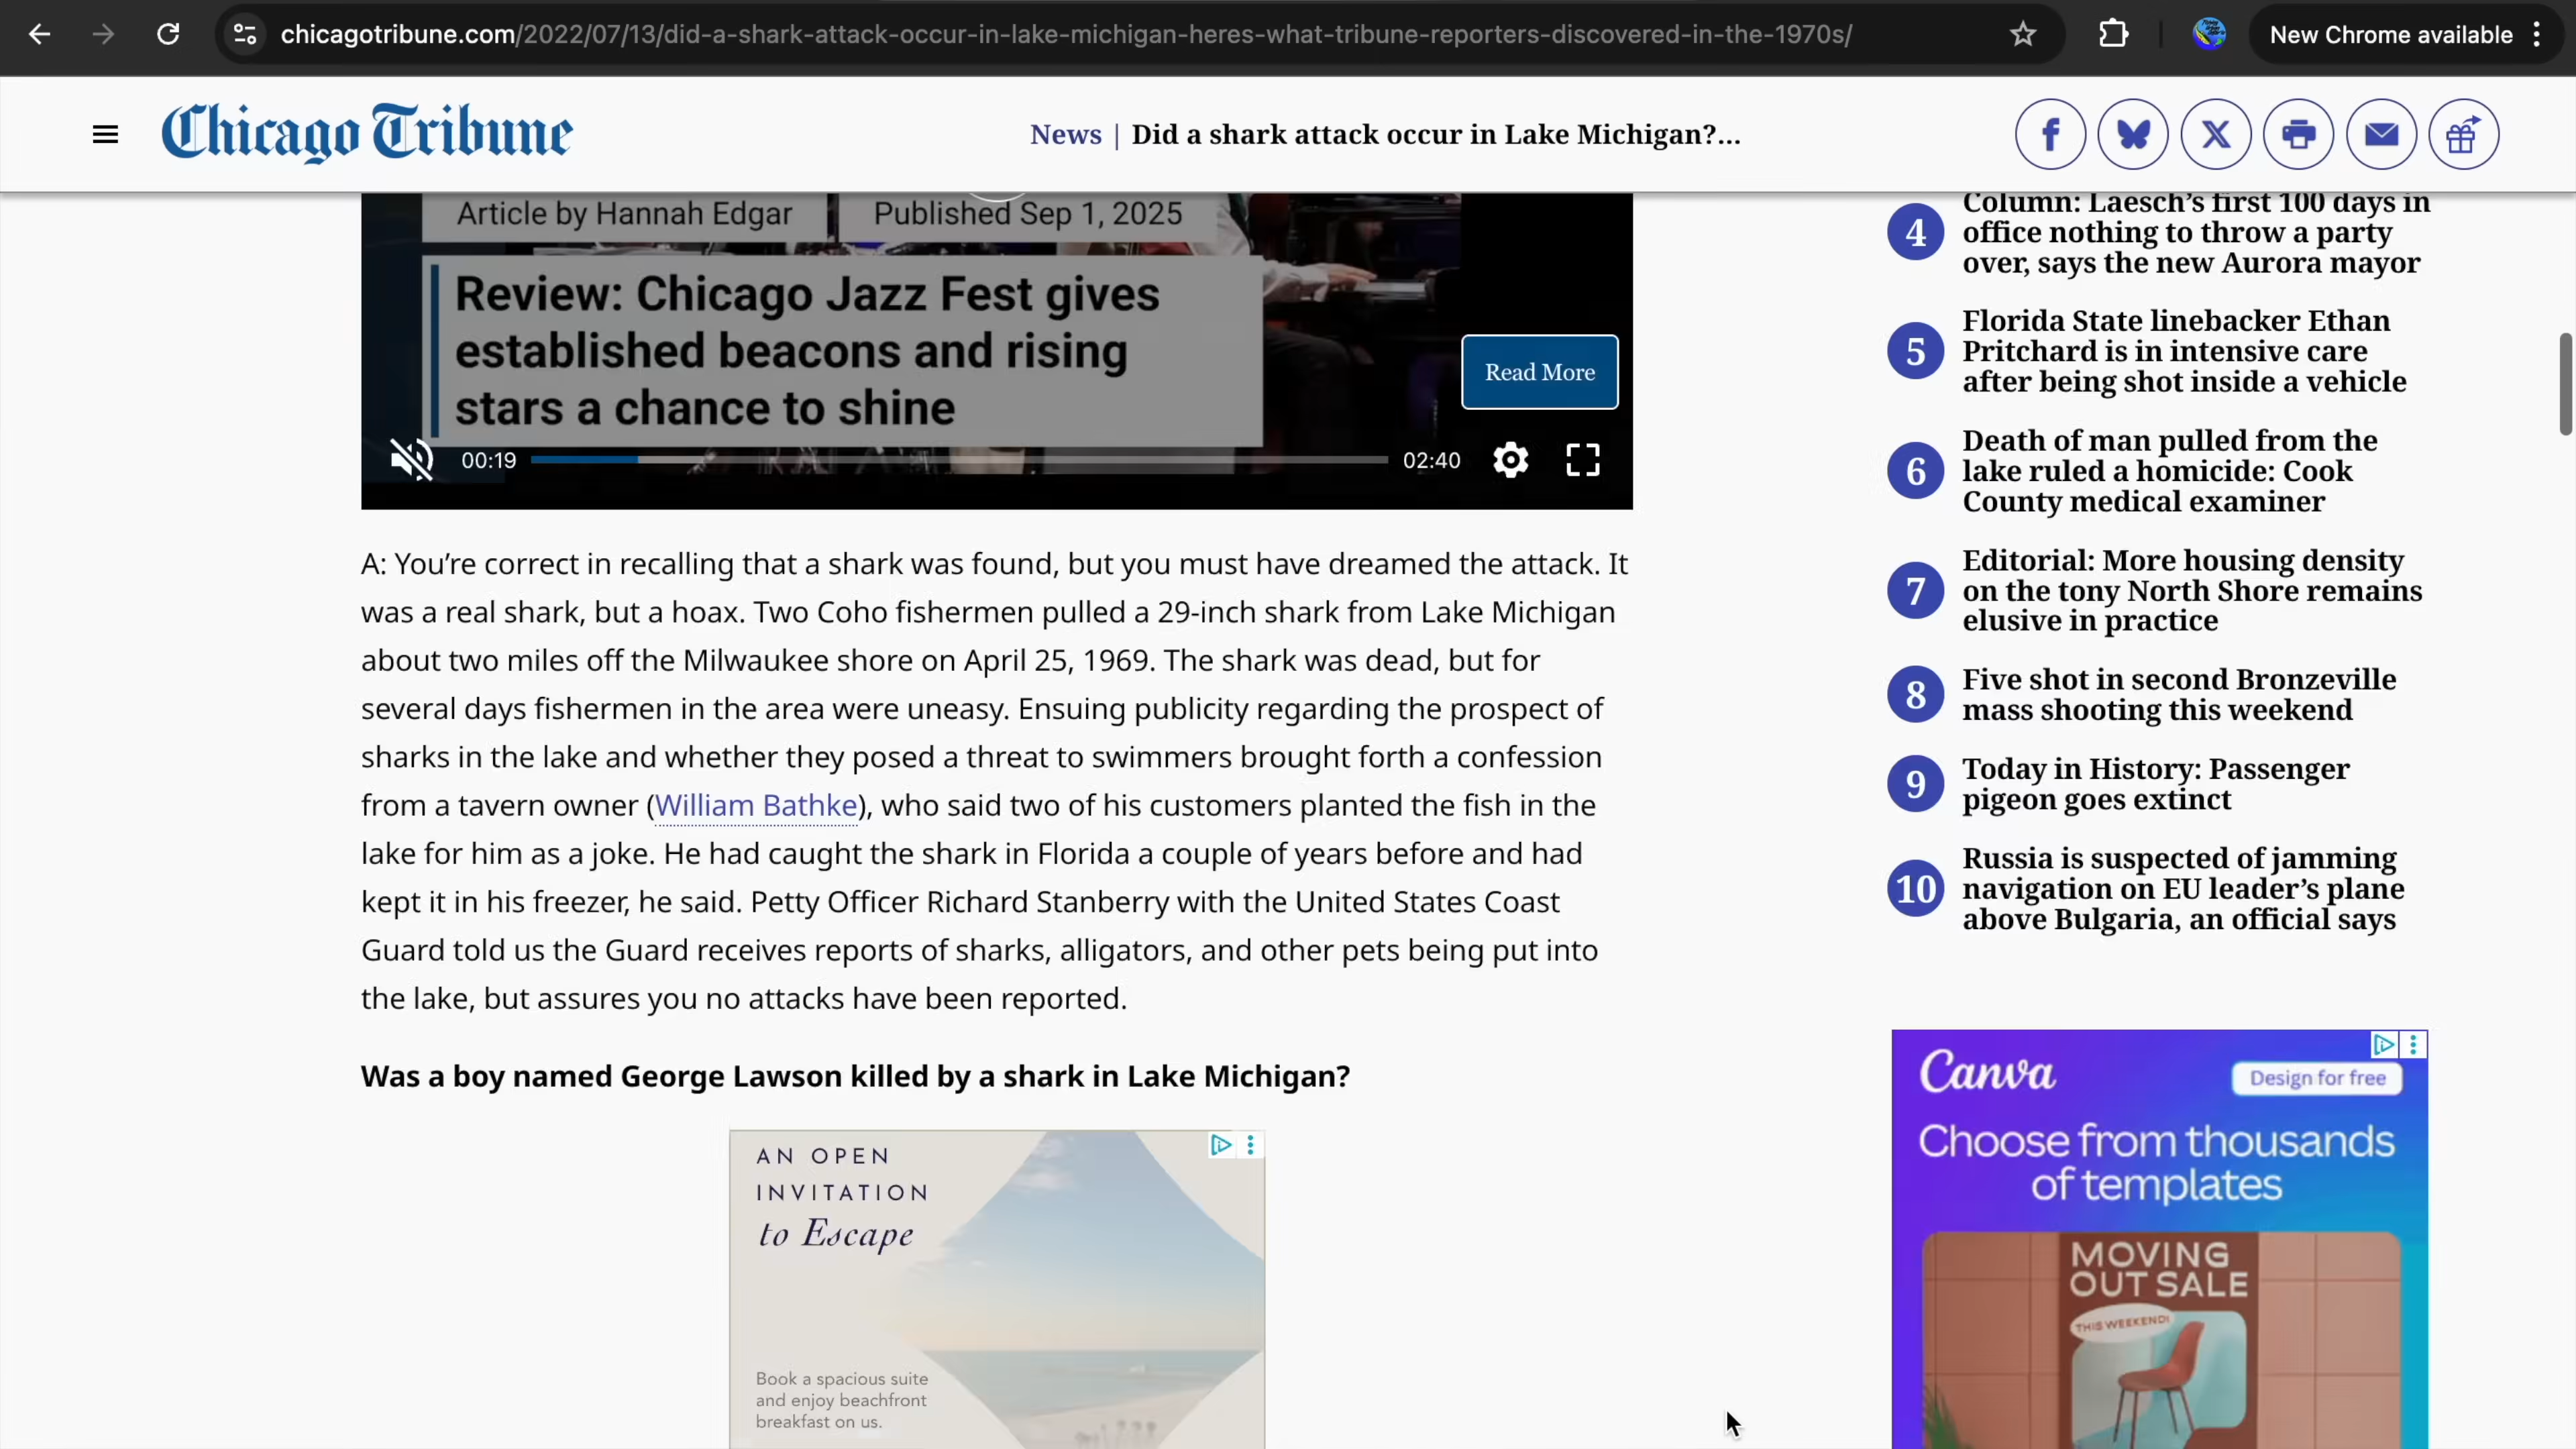 chicagotribune.com/2022/07/13/did-a-shark-attack-occur-in-lake-michigan-heres-what-tribune-reporters-discovered-in-the-1970s/
New Chrome available
Chicago Tribune
News | Did a shark attack occur in Lake Michigan?...
Article by Hannah Edgar
Published Sep 1, 2025
Review: Chicago Jazz Fest gives
established beacons and rising
stars a chance to shine
Read More
00:19
02:40
A: You’re correct in recalling that a shark was found, but you must have dreamed the attack. It
was a real shark, but a hoax. Two Coho fishermen pulled a 29-inch shark from Lake Michigan
about two miles off the Milwaukee shore on April 25, 1969. The shark was dead, but for
several days fishermen in the area were uneasy. Ensuing publicity regarding the prospect of
sharks in the lake and whether they posed a threat to swimmers brought forth a confession
from a tavern owner (William Bathke), who said two of his customers planted the fish in the
lake for him as a joke. He had caught the shark in Florida a couple of years before and had
kept it in his freezer, he said. Petty Officer Richard Stanberry with the United States Coast
Guard told us the Guard receives reports of sharks, alligators, and other pets being put into
the lake, but assures you no attacks have been reported.
Was a boy named George Lawson killed by a shark in Lake Michigan?
AN OPEN
INVITATION
to Escape
Book a spacious suite
and enjoy beachfront
breakfast on us.
4
Column: Laesch’s first 100 days in
office nothing to throw a party
over, says the new Aurora mayor
5
Florida State linebacker Ethan
Pritchard is in intensive care
after being shot inside a vehicle
6
Death of man pulled from the
lake ruled a homicide: Cook
County medical examiner
7
Editorial: More housing density
on the tony North Shore remains
elusive in practice
8
Five shot in second Bronzeville
mass shooting this weekend
9
Today in History: Passenger
pigeon goes extinct
10
Russia is suspected of jamming
navigation on EU leader’s plane
above Bulgaria, an official says
Canva
Design for free
Choose from thousands
of templates
MOVING
OUT SALE
THIS WEEKEND!